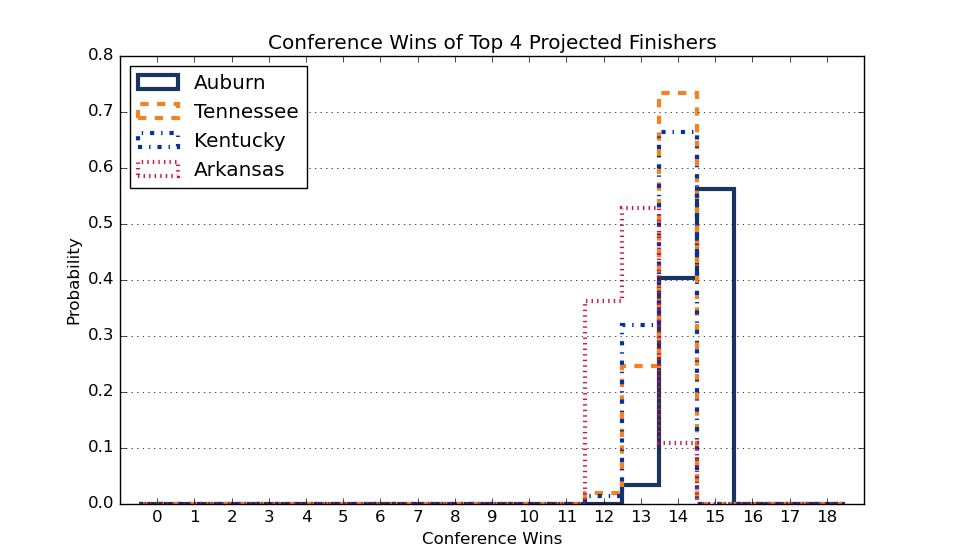 Conference Wins of Top 4 Projected Finishers
0.8
0.7
0.6
0.5
0.4
0.3
0.2
0.1
0.0
Probability
Auburn
Tennessee
Kentucky
Arkansas
0 1 2 3 4 5 6 7 8 9 10 11 12 13 14 15 16 17 18
Conference Wins